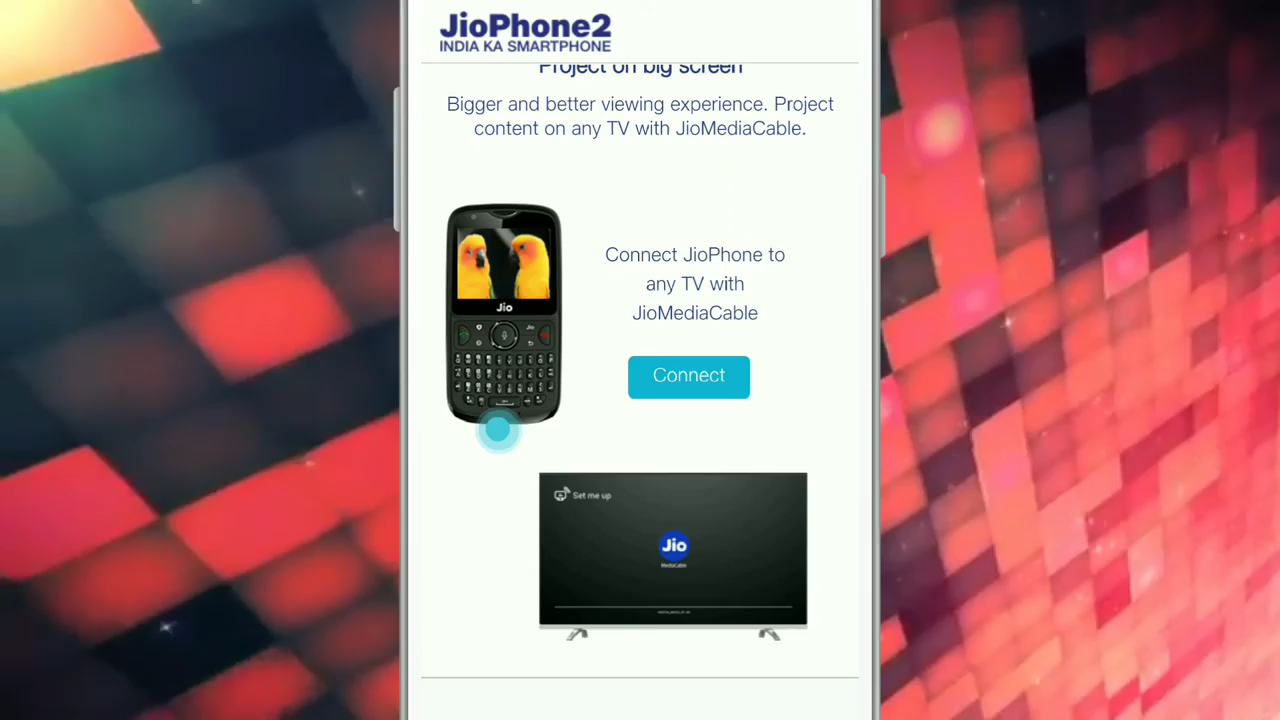 JioPhone2
INDIA KA SMARTPHONE
Project on big screen
Bigger and better viewing experience. Project
content on any TV with JioMediaCable.
Connect JioPhone to
any TV with
JioMediaCable
Jio
Connect
Set me up
Jio
MediaCable